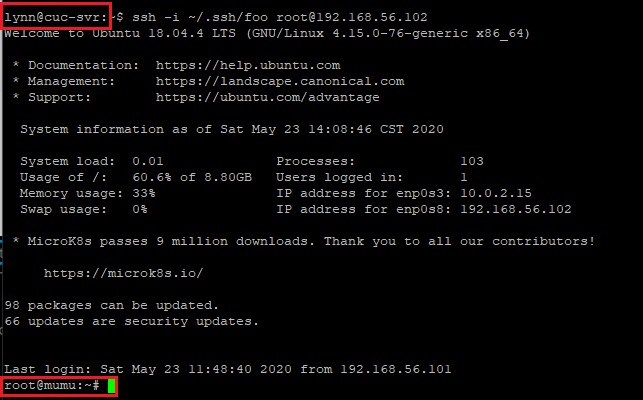 lynn@cuc-svr:~$ ssh -i ~/.ssh/foo root@192.168.56.102
Welcome to Ubuntu 18.04.4 LTS (GNU/Linux 4.15.0-76-generic x86_64)
* Documentation: https://help.ubuntu.com
* Management: https://landscape.canonical.com
* Support: https://ubuntu.com/advantage
System information as of Sat May 23 14:08:46 CST 2020
System load: 0.01 Processes: 103
Usage of /: 60.6% of 8.80GB Users logged in: 1
Memory usage: 33% IP address for enp0s3: 10.0.2.15
Swap usage: 0% IP address for enp0s8: 192.168.56.102
* MicroK8s passes 9 million downloads. Thank you to all our contributors!
https://microk8s.io/
98 packages can be updated.
66 updates are security updates.
Last login: Sat May 23 11:48:40 2020 from 192.168.56.101
root@mumu:~#